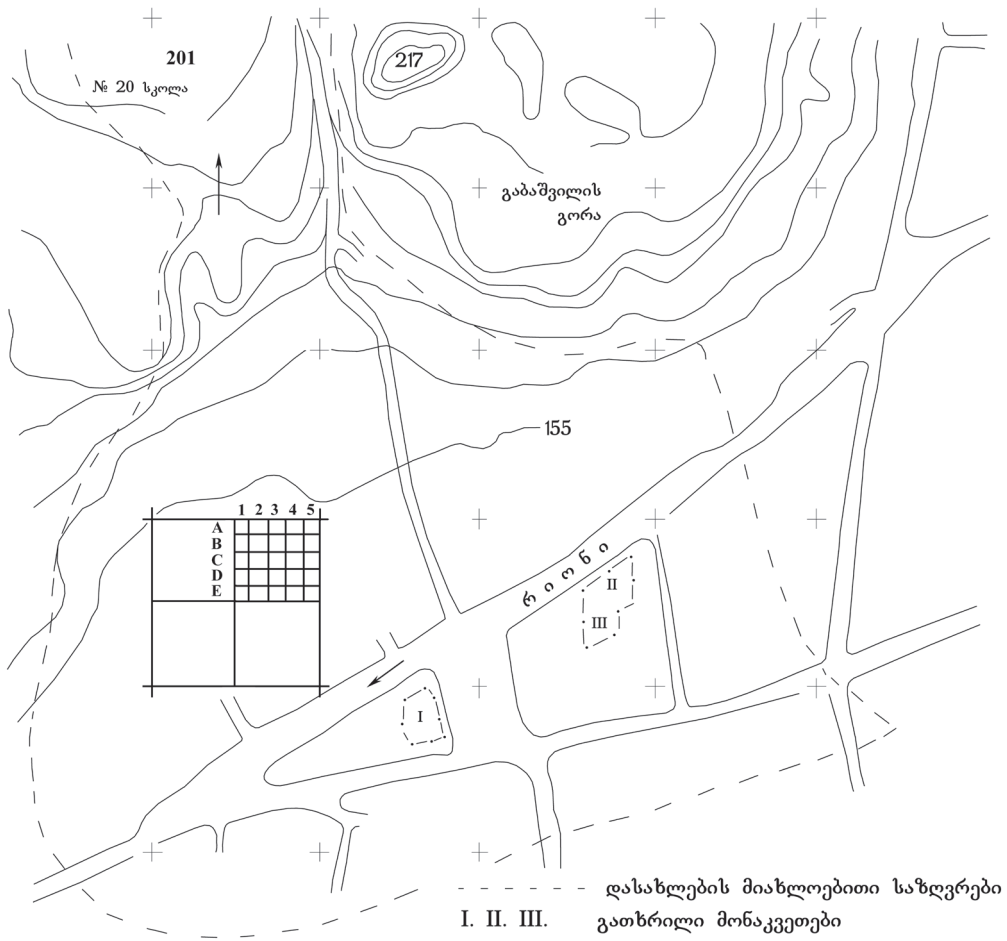 201
№ 20 სკოლა
217
გაბაშვილის
გორა
155
1 2 3 4 5
A
B
C
D
E
რიონი
II
III
I
დასახლების მიახლოებითი საზღვრები
I. II. III. გათხრილი მონაკვეთები